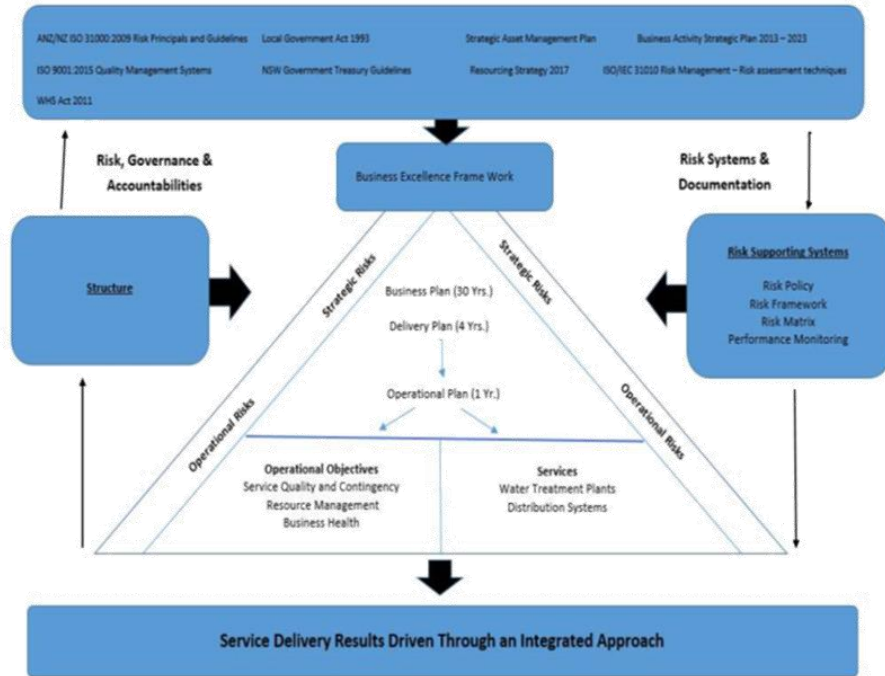 ANZ/NZ ISO 31000:2009 Risk Principals and Guidelines Local Government Act 1993 Strategic Asset Management Plan Business Activity Strategic Plan 2013 – 2023
ISO 9001:2015 Quality Management Systems NSW Government Treasury Guidelines Resourcing Strategy 2017 ISO/IEC 31010 Risk Management – Risk assessment techniques
WHS Act 2011
Risk, Governance &
Accountabilities
Business Excellence Frame Work
Risk Systems &
Documentation
Structure
Strategic Risks
Operational Risks
Business Plan (30 Yrs.)
Delivery Plan (4 Yrs.)
Operational Plan (1 Yr.)
Strategic Risks
Operational Risks
Risk Supporting Systems
Risk Policy
Risk Framework
Risk Matrix
Performance Monitoring
Operational Objectives
Service Quality and Contingency
Resource Management
Business Health
Services
Water Treatment Plants
Distribution Systems
Service Delivery Results Driven Through an Integrated Approach